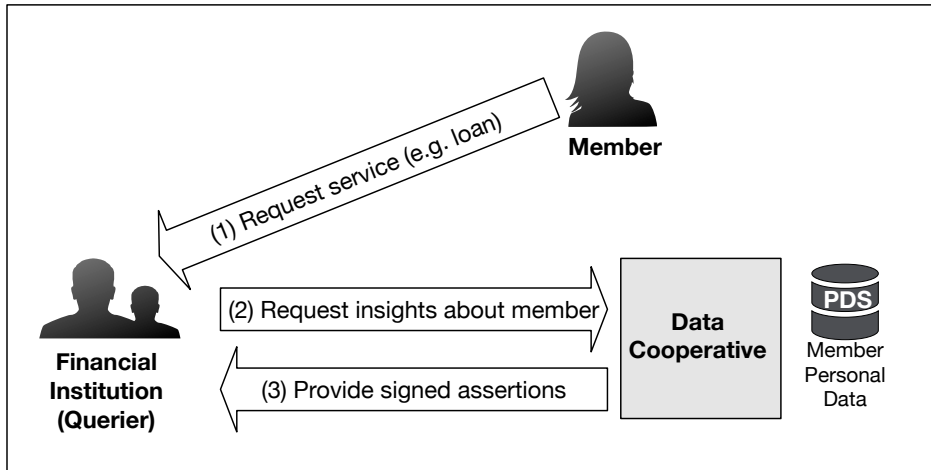 Member
(1) Request service (e.g. loan)
(2) Request insights about member
(3) Provide signed assertions
Financial
Institution
(Querier)
Data
Cooperative
PDS
Member
Personal
Data